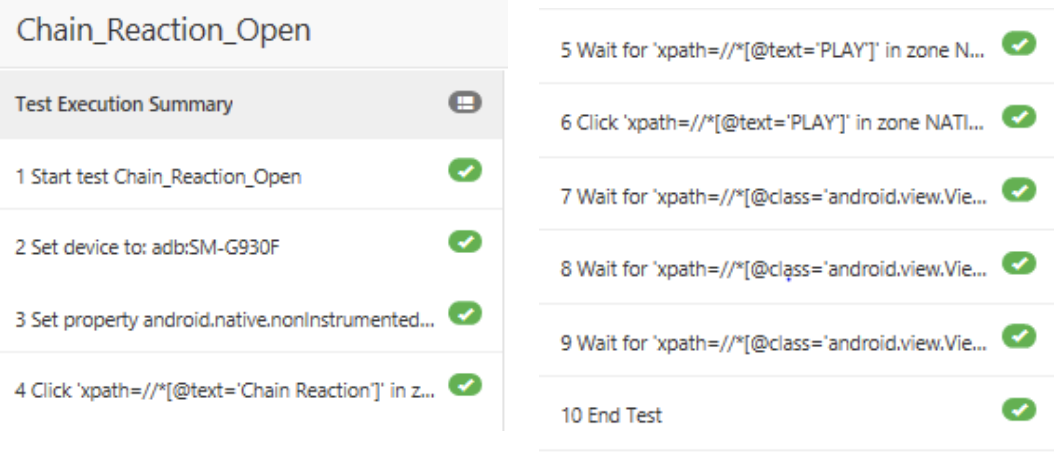 Chain_Reaction_Open
Test Execution Summary
1 Start test Chain_Reaction_Open
2 Set device to: adb:SM-G930F
3 Set property android.native.nonInstrumented...
4 Click 'xpath=//*[@text='Chain Reaction']' in z...
5 Wait for 'xpath=//*[@text='PLAY']' in zone N...
6 Click 'xpath=//*[@text='PLAY']' in zone NATI...
7 Wait for 'xpath=//*[@class='android.view.Vie...
8 Wait for 'xpath=//*[@class='android.view.Vie...
9 Wait for 'xpath=//*[@class='android.view.Vie...
10 End Test